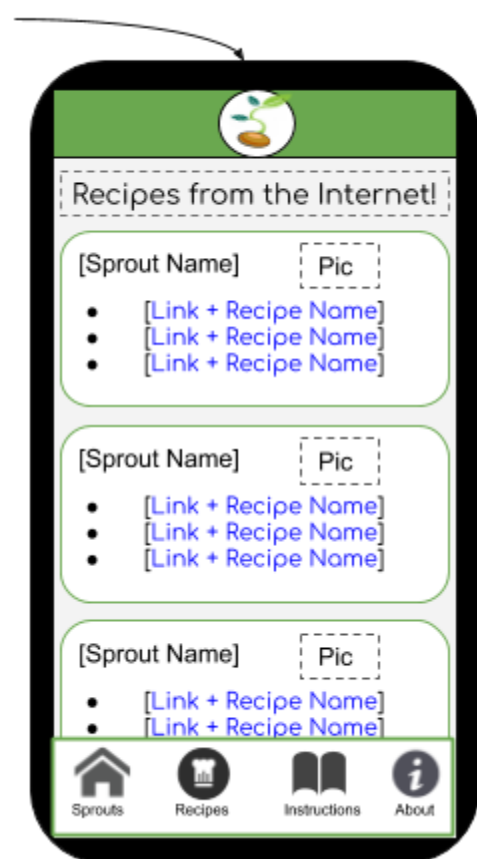 Recipes from the Internet!
[Sprout Name] Pic
[Link + Recipe Name]
[Link + Recipe Name]
[Link + Recipe Name]
[Sprout Name] Pic
[Link + Recipe Name]
[Link + Recipe Name]
[Link + Recipe Name]
[Sprout Name] Pic
[Link + Recipe Name]
[Link + Recipe Name]
Sprouts Recipes Instructions About